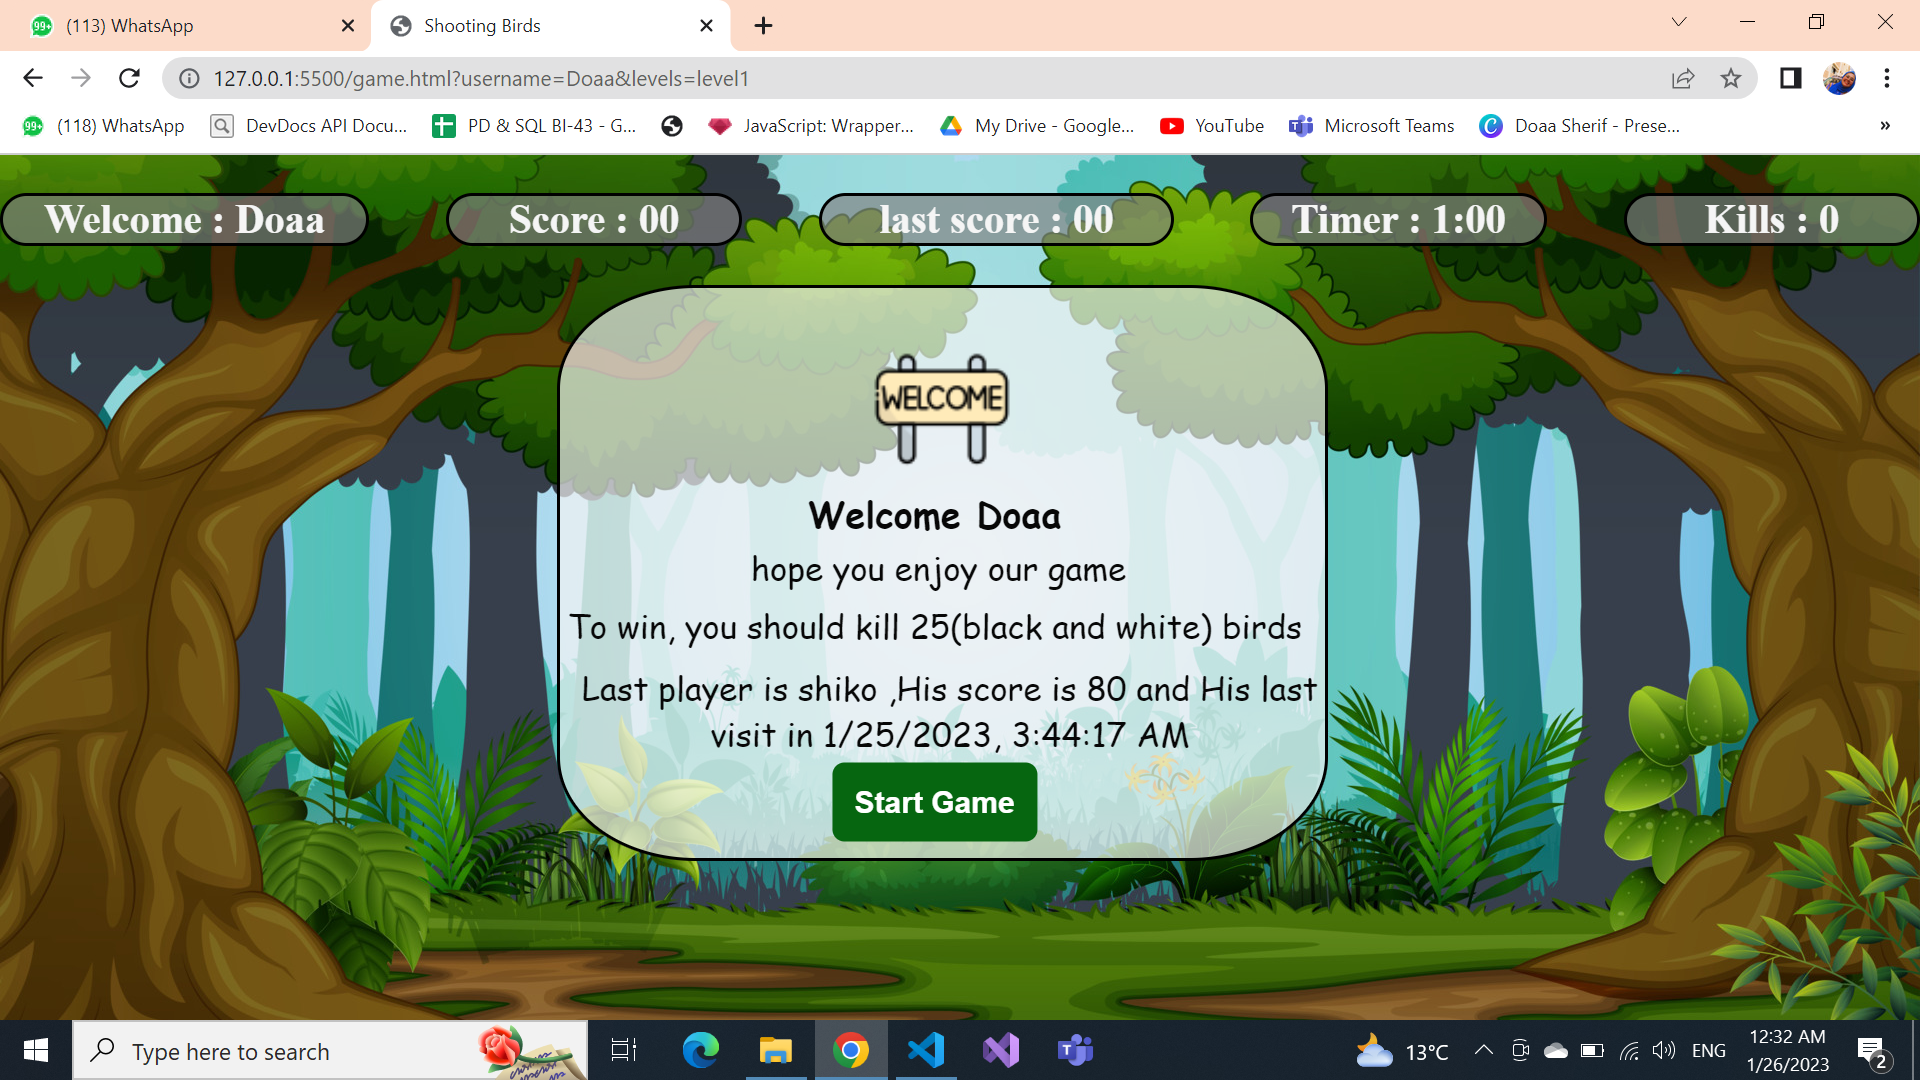 (113) WhatsApp
Shooting Birds
127.0.0.1:5500/game.html?username=Doaa&levels=level1
99+ (118) WhatsApp
DevDocs API Docu...
PD & SQL BI-43 - G...
JavaScript: Wrapper...
My Drive - Google...
YouTube
Microsoft Teams
Doaa Sherif - Prese...
»
Welcome : Doaa
Score : 00
last score : 00
Timer : 1:00
Kills : 0
WELCOME
Welcome Doaa
hope you enjoy our game
To win, you should kill 25(black and white) birds
Last player is shiko ,His score is 80 and His last
visit in 1/25/2023, 3:44:17 AM
Start Game
Type here to search
13°C
ENG
12:32 AM
1/26/2023
2